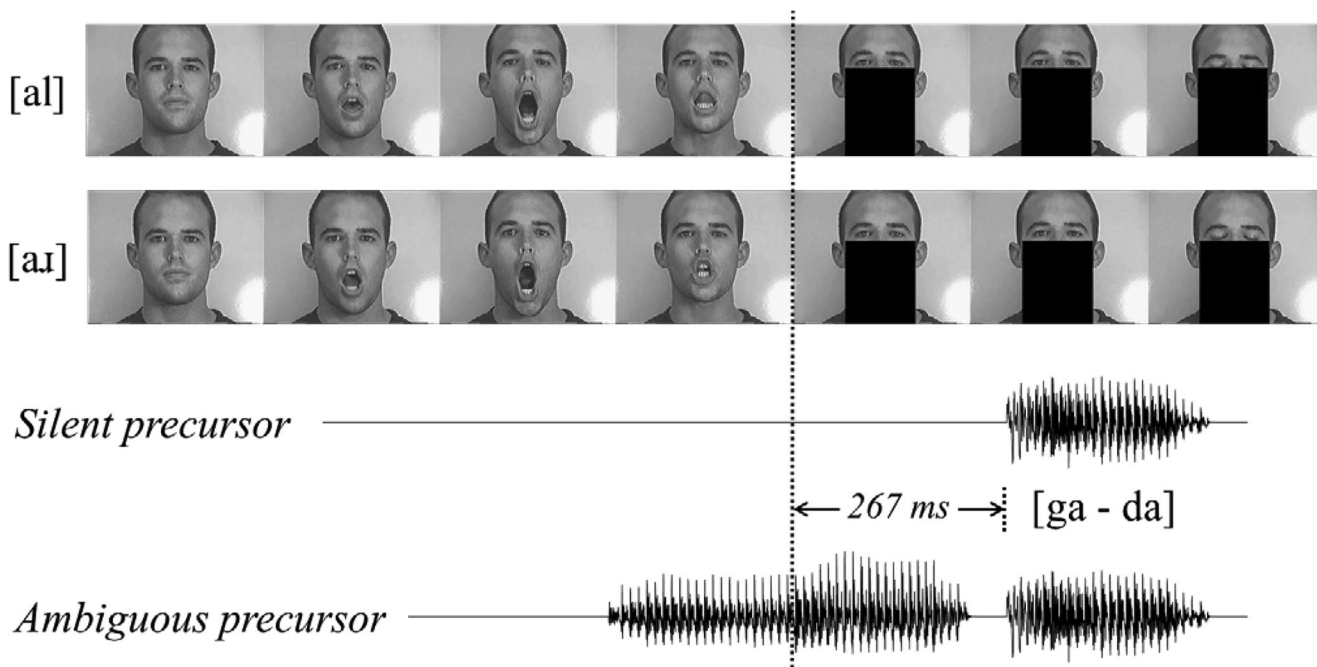 [al]
[aɹ]
Silent precursor
267 ms
[ga - da]
Ambiguous precursor